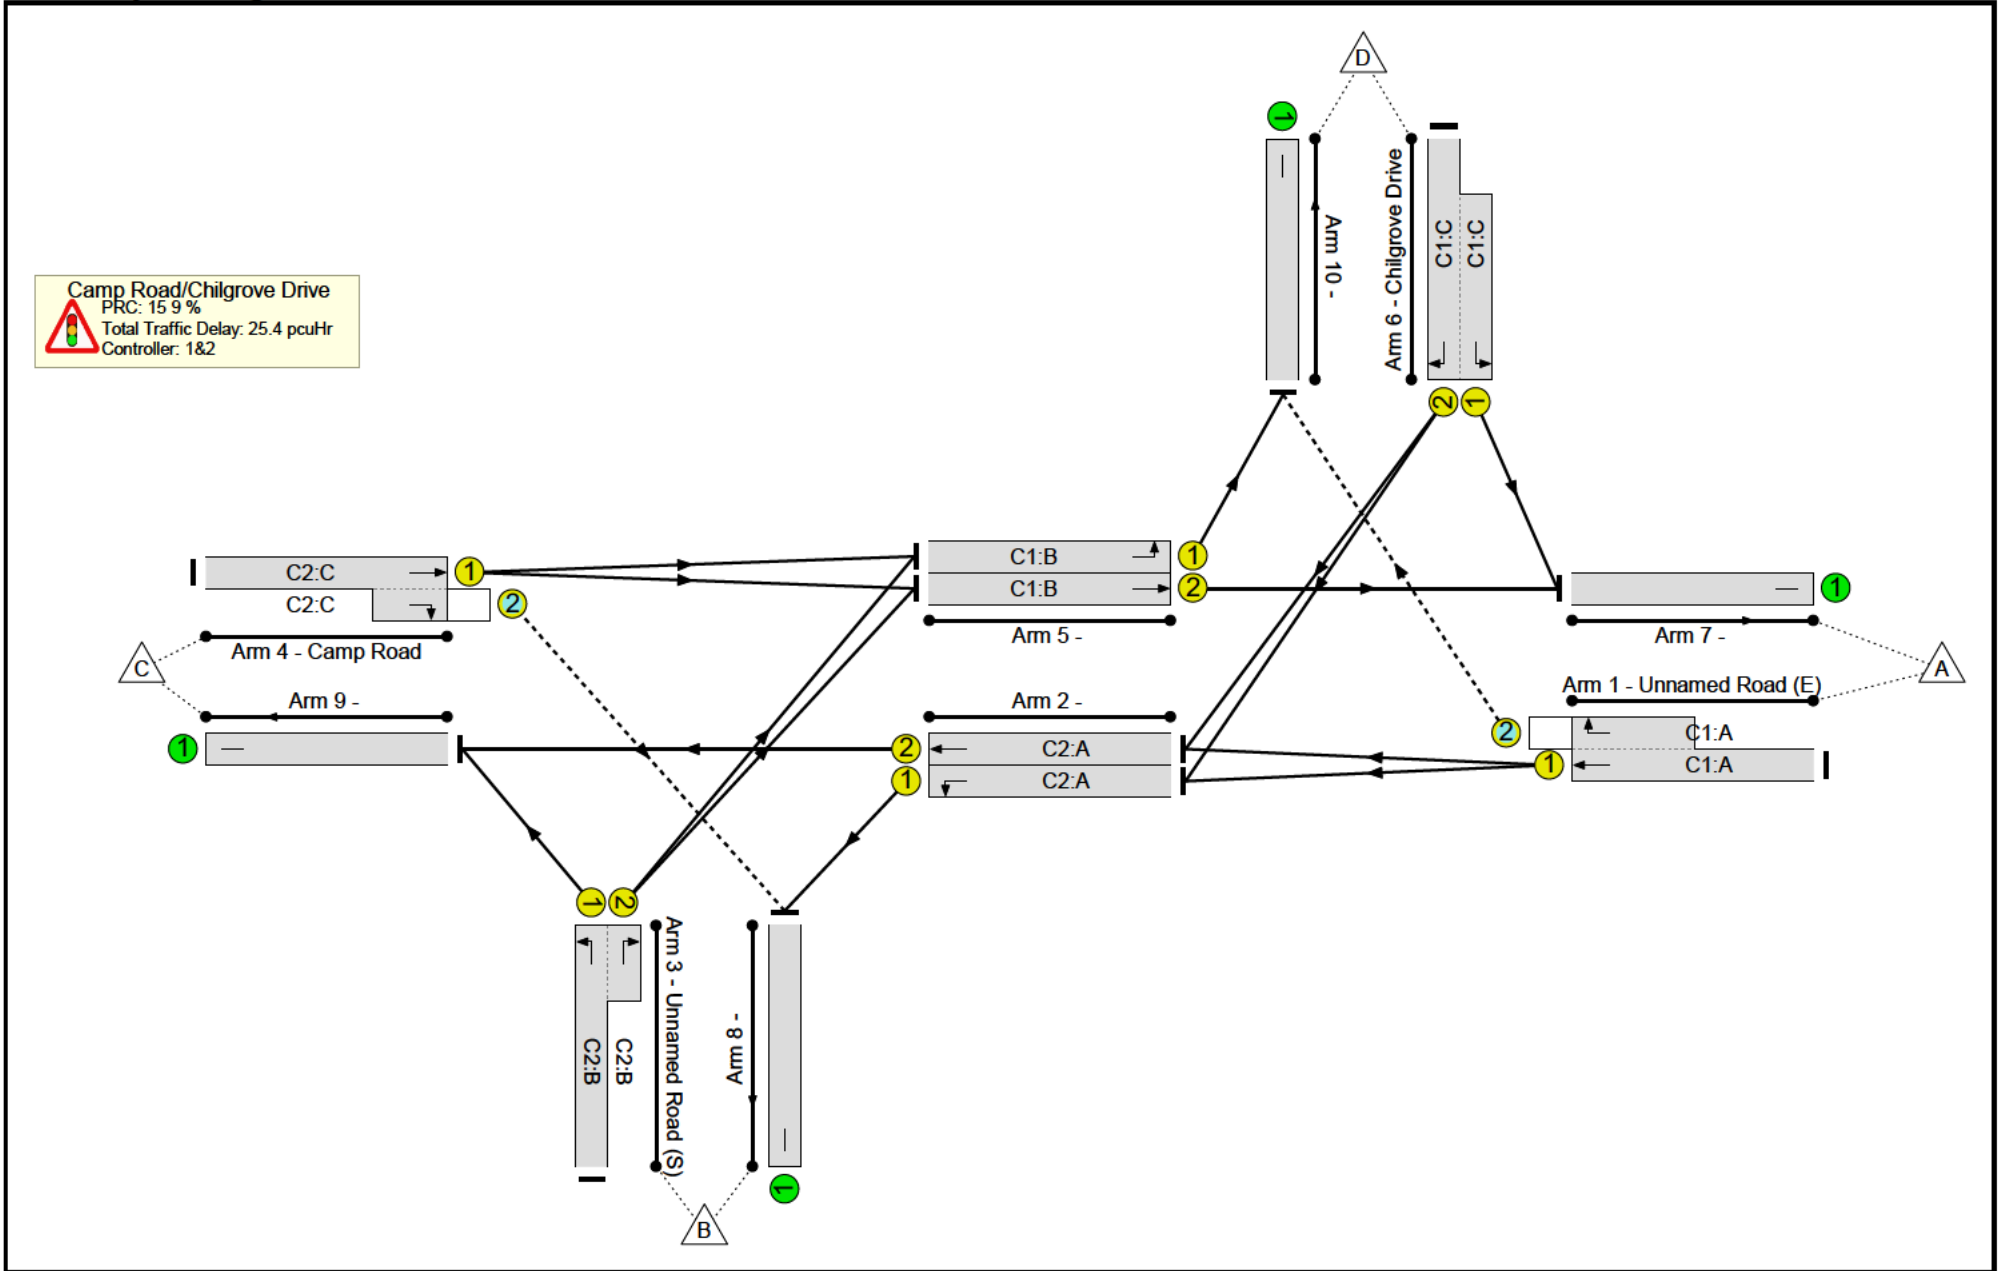 D
1
Arm 10 -
Arm 6 - Chilgrove Drive
C1:C
C1:C
2
1
Camp Road/Chilgrove Drive
PRC: 15 9 %
Total Traffic Delay: 25.4 pcuHr
Controller: 1&2
C2:C
1
C2:C
2
Arm 4 - Camp Road
C
C1:B
1
C1:B
2
Arm 5 -
1
Arm 7 -
A
Arm 1 - Unnamed Road (E)
Arm 9 -
1
Arm 2 -
2
C2:A
1
C2:A
2
C1:A
1
C1:A
1
2
C2:B
C2:B
Arm 3 - Unnamed Road (S)
Arm 8 -
1
B